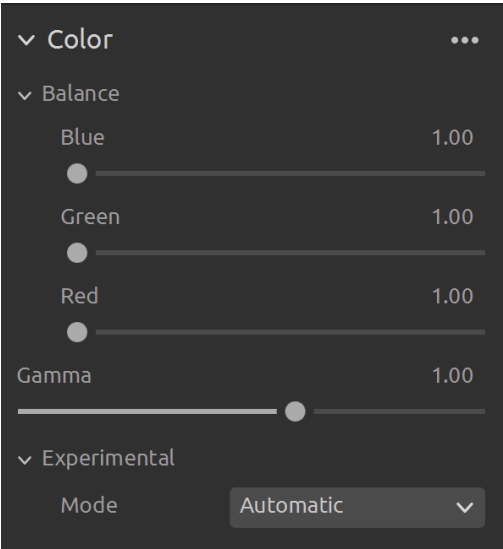 Color
Balance
Blue 1.00
Green 1.00
Red 1.00
Gamma 1.00
Experimental
Mode Automatic